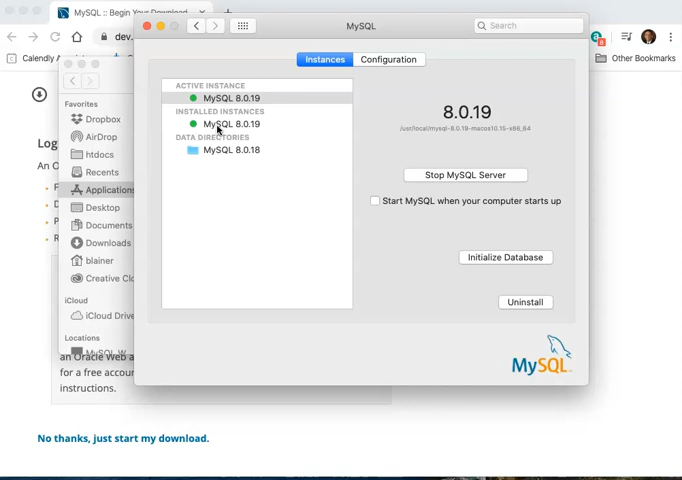 MySQL :: Begin Your Download
MySQL
Search
dev.
Calendly
Other Bookmarks
Instances
Configuration
ACTIVE INSTANCE
MySQL 8.0.19
INSTALLED INSTANCES
MySQL 8.0.19
DATA DIRECTORIES
MySQL 8.0.18
8.0.19
/usr/local/mysql-8.0.19-macos10.15-x86_64
Stop MySQL Server
Start MySQL when your computer starts up
Initialize Database
Uninstall
MySQL
Favorites
Dropbox
AirDrop
htdocs
Recents
Applications
Desktop
Documents
Downloads
blainer
Creative Clo
iCloud
iCloud Drive
Locations
Log
An O
an Oracle Web a
for a free accou
instructions.
No thanks, just start my download.